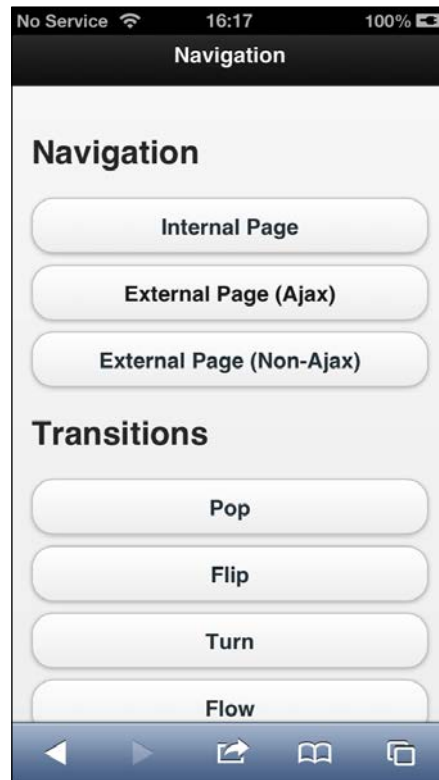 No Service 16:17 100%
Navigation
Navigation
Internal Page
External Page (Ajax)
External Page (Non-Ajax)
Transitions
Pop
Flip
Turn
Flow